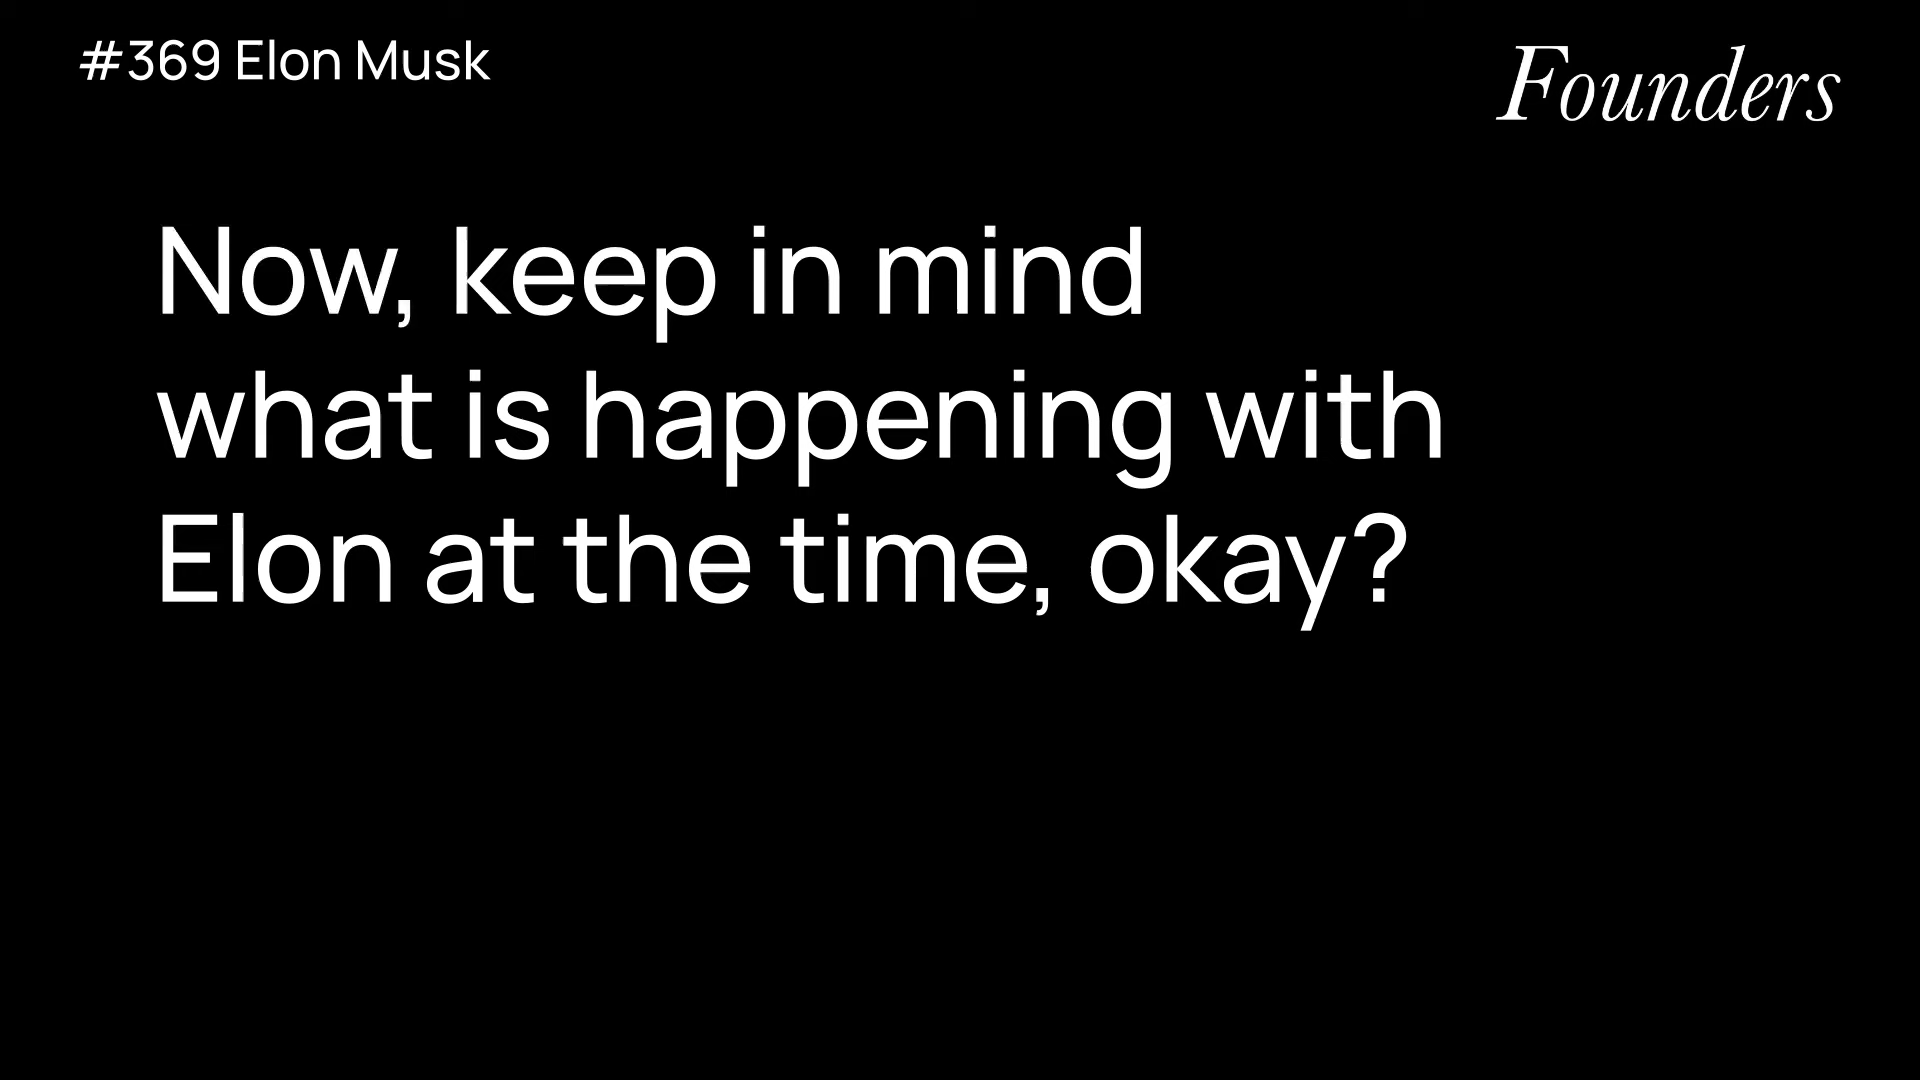 #369 Elon Musk
Founders
Now, keep in mind
what is happening with
Elon at the time, okay?